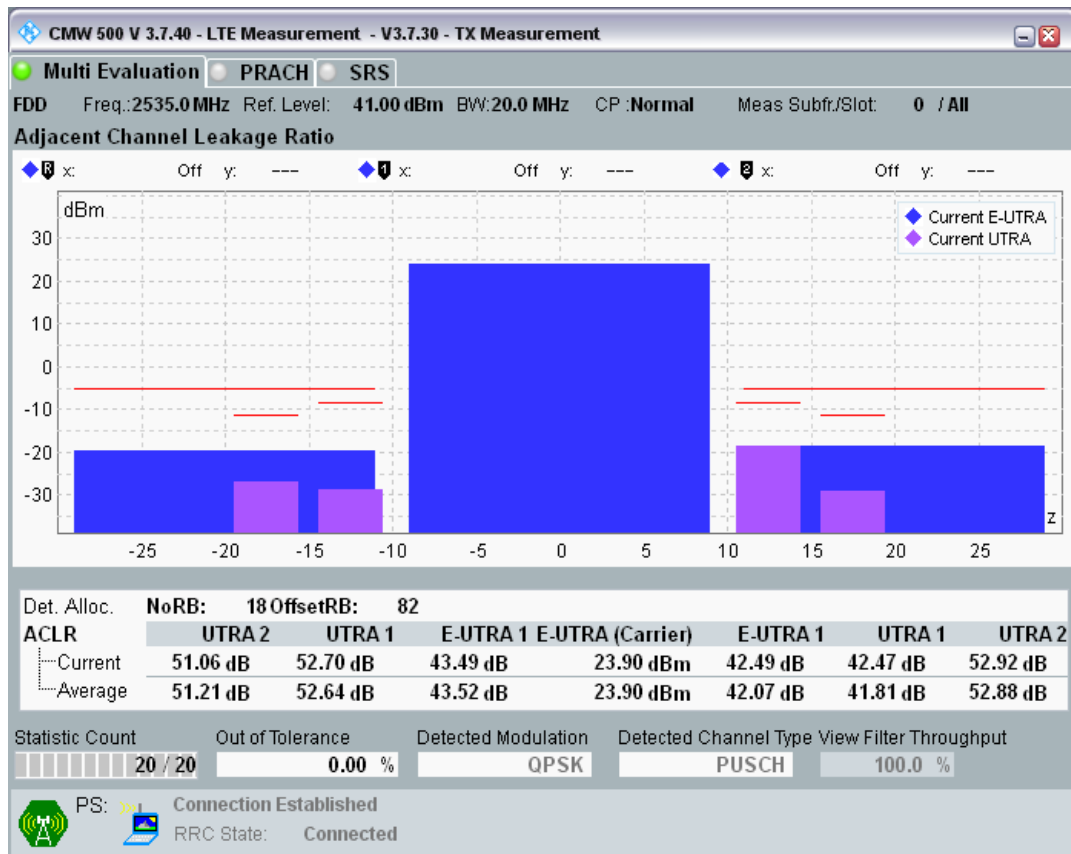 CMW 500 V 3.7.40 - LTE Measurement - V3.7.30 - TX Measurement
Multi Evaluation PRACH SRS
FDD Freq.:2535.0 MHz Ref. Level: 41.00 dBm BW:20.0 MHz CP :Normal Meas Subfr./Slot: 0 / All
Adjacent Channel Leakage Ratio
R x: Off y: --- 1 x: Off y: --- 2 x: Off y: ---
dBm
Current E-UTRA
Current UTRA
30
20
10
0
-10
-20
-30
z
-25 -20 -15 -10 -5 0 5 10 15 20 25
Det. Alloc. NoRB: 18 OffsetRB: 82
ACLR UTRA 2 UTRA 1 E-UTRA 1 E-UTRA (Carrier) E-UTRA 1 UTRA 1 UTRA 2
Current 51.06 dB 52.70 dB 43.49 dB 23.90 dBm 42.49 dB 42.47 dB 52.92 dB
Average 51.21 dB 52.64 dB 43.52 dB 23.90 dBm 42.07 dB 41.81 dB 52.88 dB
Statistic Count Out of Tolerance Detected Modulation Detected Channel Type View Filter Throughput
20 / 20 0.00 % QPSK PUSCH 100.0 %
PS: Connection Established
RRC State: Connected